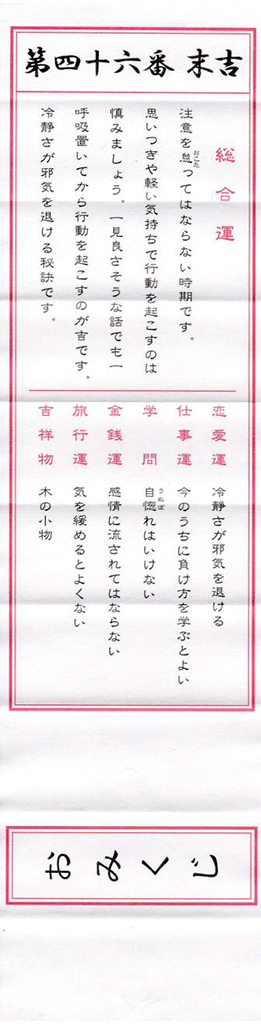 第四十六番 末吉
総合運
注意を怠ってはならない時期です。
思いつきや軽い気持ちで行動を起こすのは
慎みましょう。一見良さそうな話でも一
呼吸置いてから行動を起こすのが吉です。
冷静さが邪気を退ける秘訣です。
恋愛運 冷静さが邪気を退ける
仕事運 今のうちに負け方を学ぶとよい
学問 自惚れはいけない
金銭運 感情に流されてはならない
旅行運 気を緩めるとよくない
吉祥物 木の小物
おみくじ